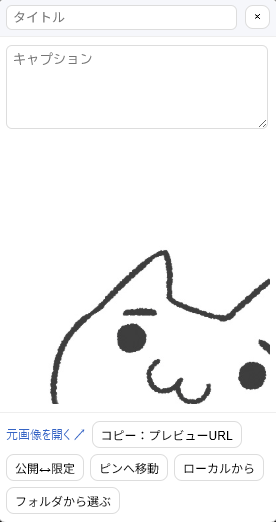 タイトル
×
キャプション
元画像を開く↗ コピー：プレビューURL
公開↔限定 ピンへ移動 ローカルから
フォルダから選ぶ